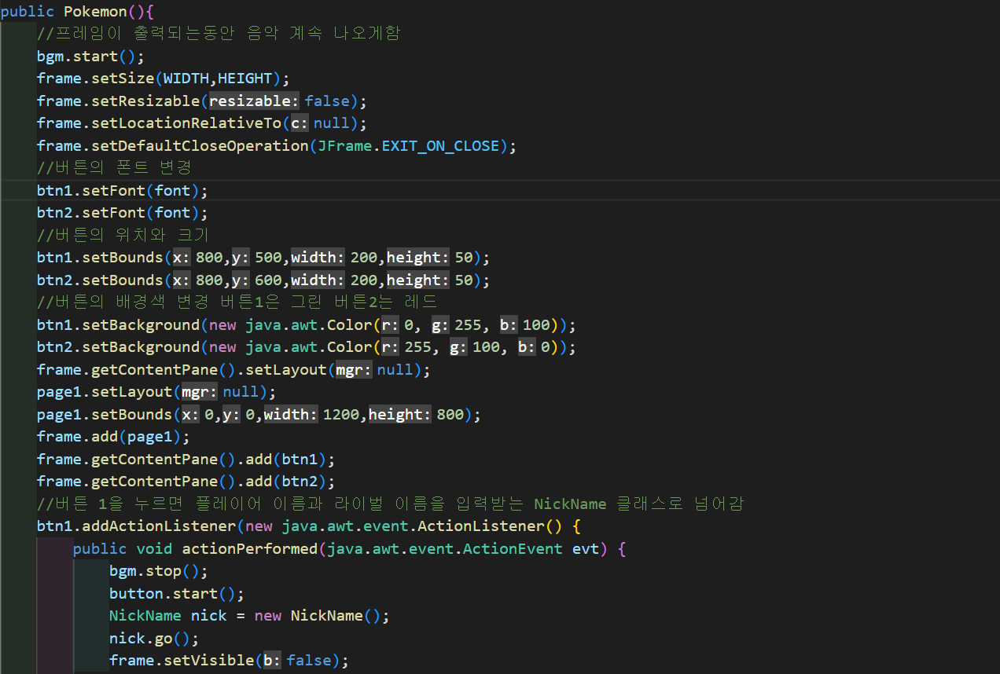 public Pokemon(){
//프레임이 출력되는동안 음악 계속 나오게함
bgm.start();
frame.setSize(WIDTH,HEIGHT);
frame.setResizable(resizable: false);
frame.setLocationRelativeTo(c: null);
frame.setDefaultCloseOperation(JFrame.EXIT_ON_CLOSE);
//버튼의 폰트 변경
btn1.setFont(font);
btn2.setFont(font);
//버튼의 위치와 크기
btn1.setBounds(x: 800,y: 500,width: 200,height: 50);
btn2.setBounds(x: 800,y: 600,width: 200,height: 50);
//버튼의 배경색 변경 버튼1은 그린 버튼2는 레드
btn1.setBackground(new java.awt.Color(r: 0, g: 255, b: 100));
btn2.setBackground(new java.awt.Color(r: 255, g: 100, b: 0));
frame.getContentPane().setLayout(mgr: null);
page1.setLayout(mgr: null);
page1.setBounds(x: 0,y: 0,width: 1200,height: 800);
frame.add(page1);
frame.getContentPane().add(btn1);
frame.getContentPane().add(btn2);
//버튼 1을 누르면 플레이어 이름과 라이벌 이름을 입력받는 NickName 클래스로 넘어감
btn1.addActionListener(new java.awt.event.ActionListener() {
public void actionPerformed(java.awt.event.ActionEvent evt) {
bgm.stop();
button.start();
NickName nick = new NickName();
nick.go();
frame.setVisible(b: false);